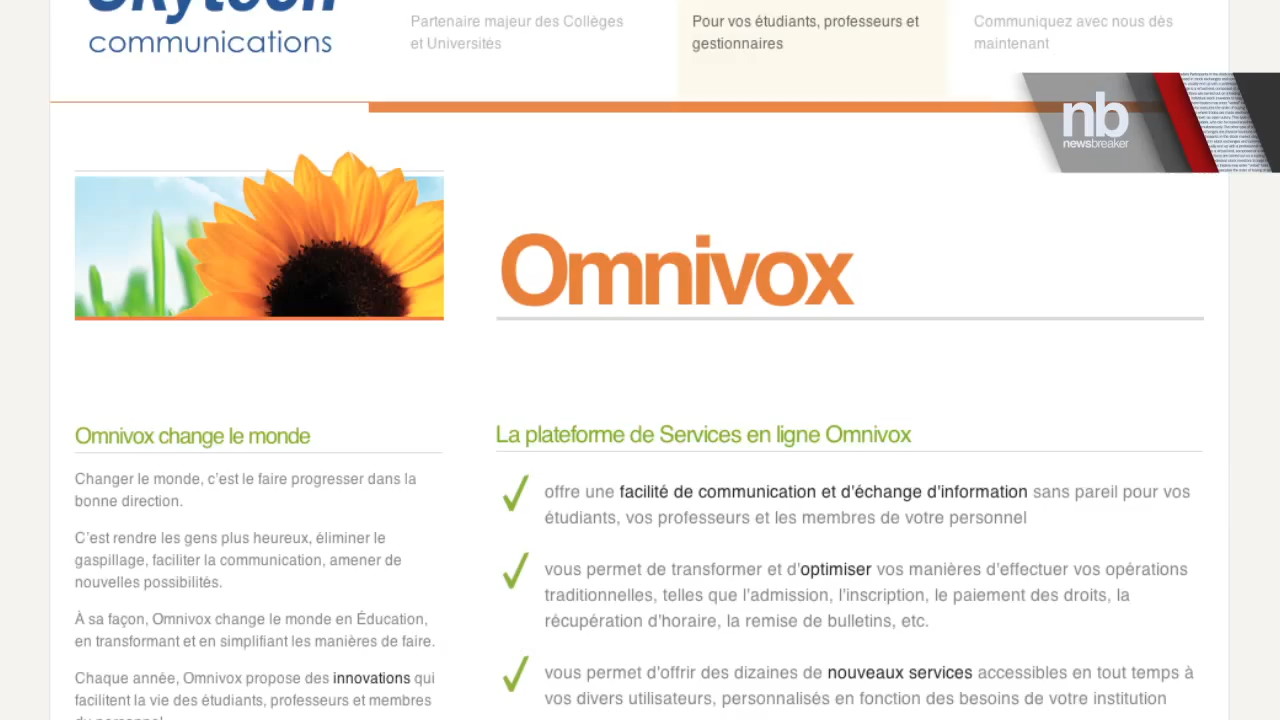 Skytech
communications
Partenaire majeur des Collèges
et Universités
Pour vos étudiants, professeurs et
gestionnaires
Communiquez avec nous dès
maintenant
nb
newsbreaker
Omnivox
Omnivox change le monde
Changer le monde, c’est le faire progresser dans la
bonne direction.
C’est rendre les gens plus heureux, éliminer le
gaspillage, faciliter la communication, amener de
nouvelles possibilités.
À sa façon, Omnivox change le monde en Éducation,
en transformant et en simplifiant les manières de faire.
Chaque année, Omnivox propose des innovations qui
facilitent la vie des étudiants, professeurs et membres
du personnel.
La plateforme de Services en ligne Omnivox
offre une facilité de communication et d'échange d'information sans pareil pour vos
étudiants, vos professeurs et les membres de votre personnel
vous permet de transformer et d'optimiser vos manières d'effectuer vos opérations
traditionnelles, telles que l'admission, l'inscription, le paiement des droits, la
récupération d'horaire, la remise de bulletins, etc.
vous permet d'offrir des dizaines de nouveaux services accessibles en tout temps à
vos divers utilisateurs, personnalisés en fonction des besoins de votre institution